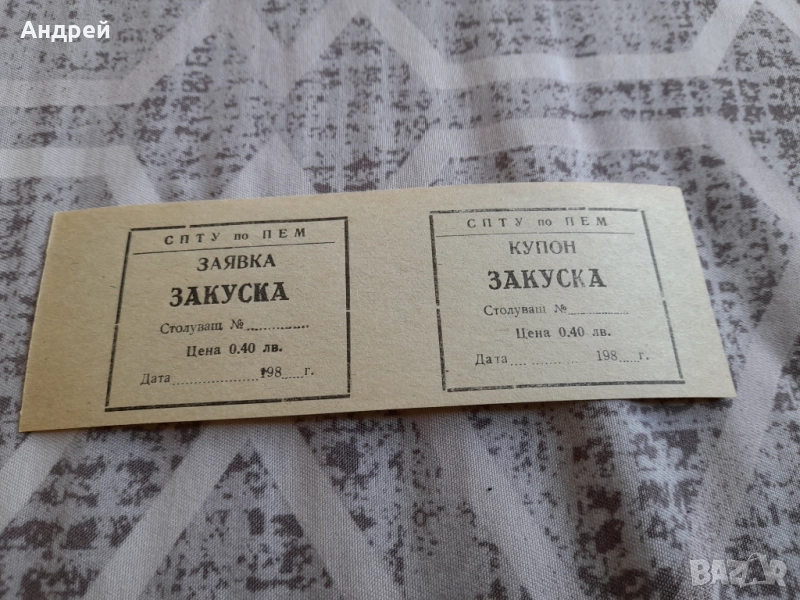 Андрей
СПТУ по ПЕМ
ЗАЯВКА
ЗАКУСКА
Столуващ №..............
Цена 0.40 лв.
Дата....................198.....г.
СПТУ по ПЕМ
КУПОН
ЗАКУСКА
Столуващ №..............
Цена 0.40 лв.
Дата....................198.....г.
BAZAR